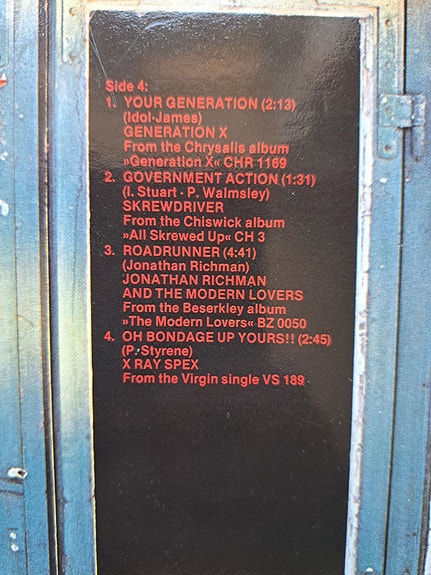 Side 4:
1. YOUR GENERATION (2:13)
(Idol-James)
GENERATION X
From the Chrysalis album
»Generation X« CHR 1169
2. GOVERNMENT ACTION (1:31)
(I. Stuart - P. Walmsley)
SKREWDRIVER
From the Chiswick album
»All Skrewed Up« CH 3
3. ROADRUNNER (4:41)
(Jonathan Richman)
JONATHAN RICHMAN
AND THE MODERN LOVERS
From the Beserkley album
»The Modern Lovers« BZ 0050
4. OH BONDAGE UP YOURS!! (2:45)
(P. Styrene)
X RAY SPEX
From the Virgin single VS 189